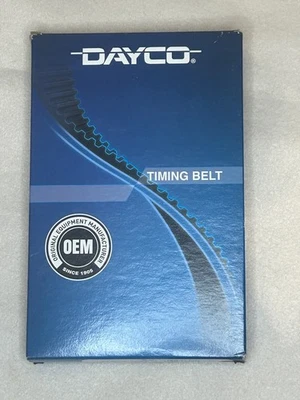 DAYCO®
TIMING BELT
ORIGINAL EQUIPMENT MANUFACTURER
OEM
SINCE 1905